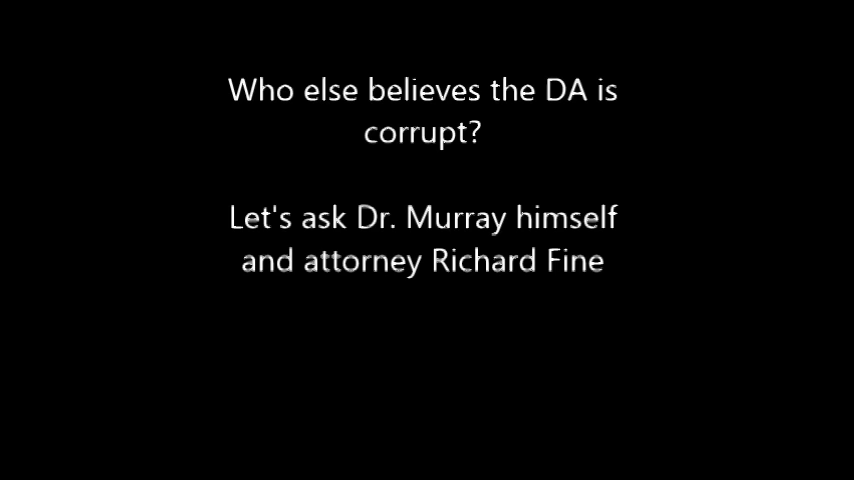 Who else believes the DA is
corrupt?
Let's ask Dr. Murray himself
and attorney Richard Fine